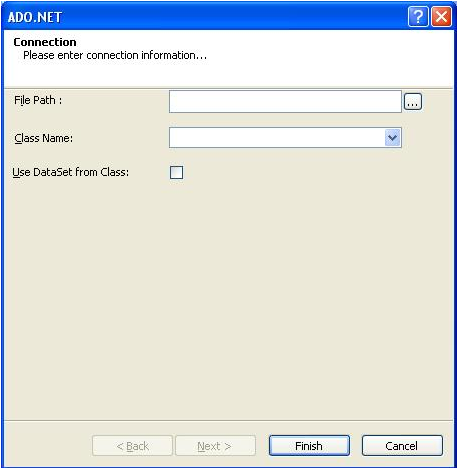 ADO.NET
Connection
Please enter connection information...
File Path :
...
Class Name:
Use DataSet from Class:
< Back
Next >
Finish
Cancel